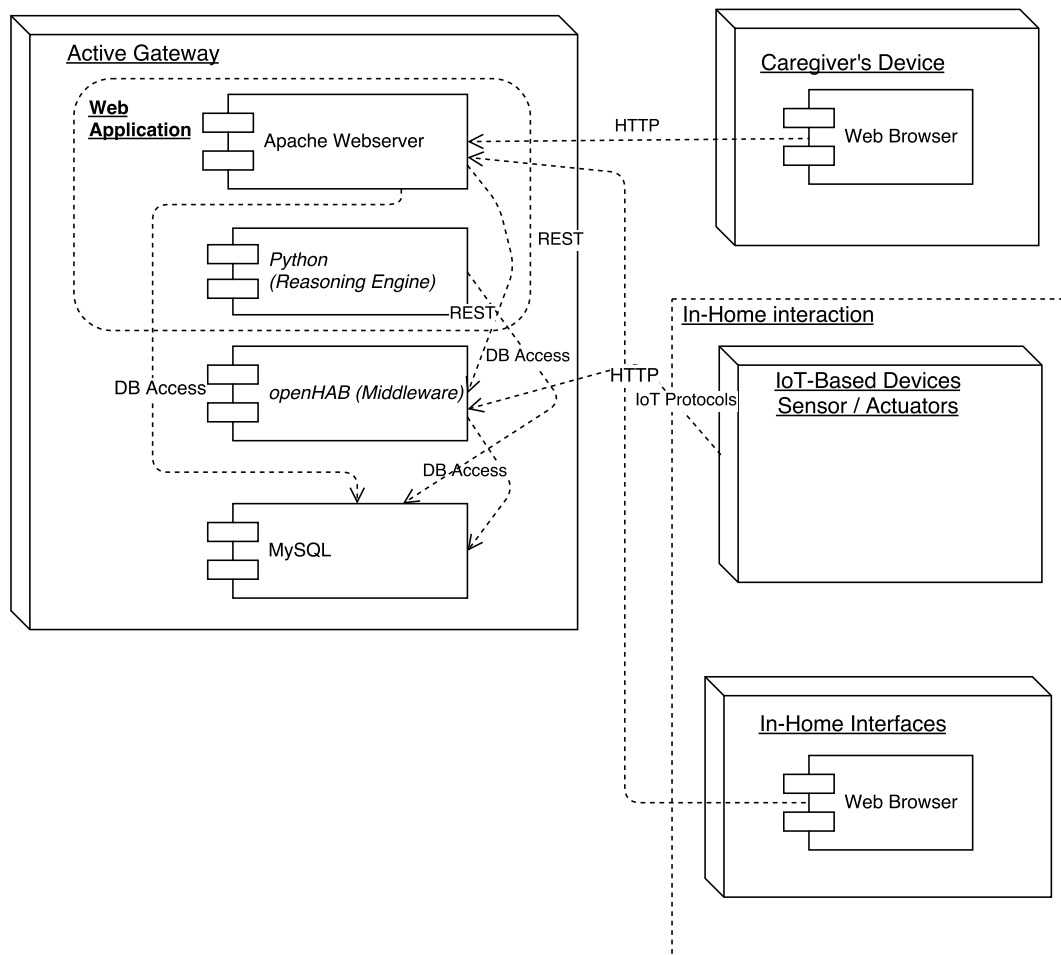 Active Gateway
Web
Application
Apache Webserver
HTTP
Caregiver's Device
Web Browser
REST
Python
(Reasoning Engine)
REST
DB Access
In-Home interaction
DB Access
openHAB (Middleware)
HTTP
IoT Protocols
IoT-Based Devices
Sensor / Actuators
DB Access
MySQL
In-Home Interfaces
Web Browser